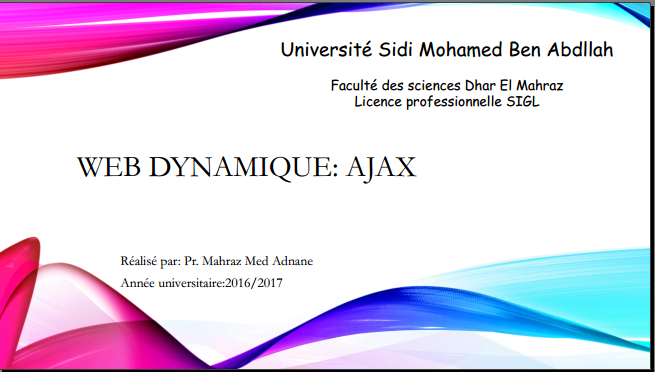 Université Sidi Mohamed Ben Abdllah
Faculté des sciences Dhar El Mahraz
Licence professionnelle SIGL
WEB DYNAMIQUE: AJAX
Réalisé par: Pr. Mahraz Med Adnane
Année universitaire:2016/2017